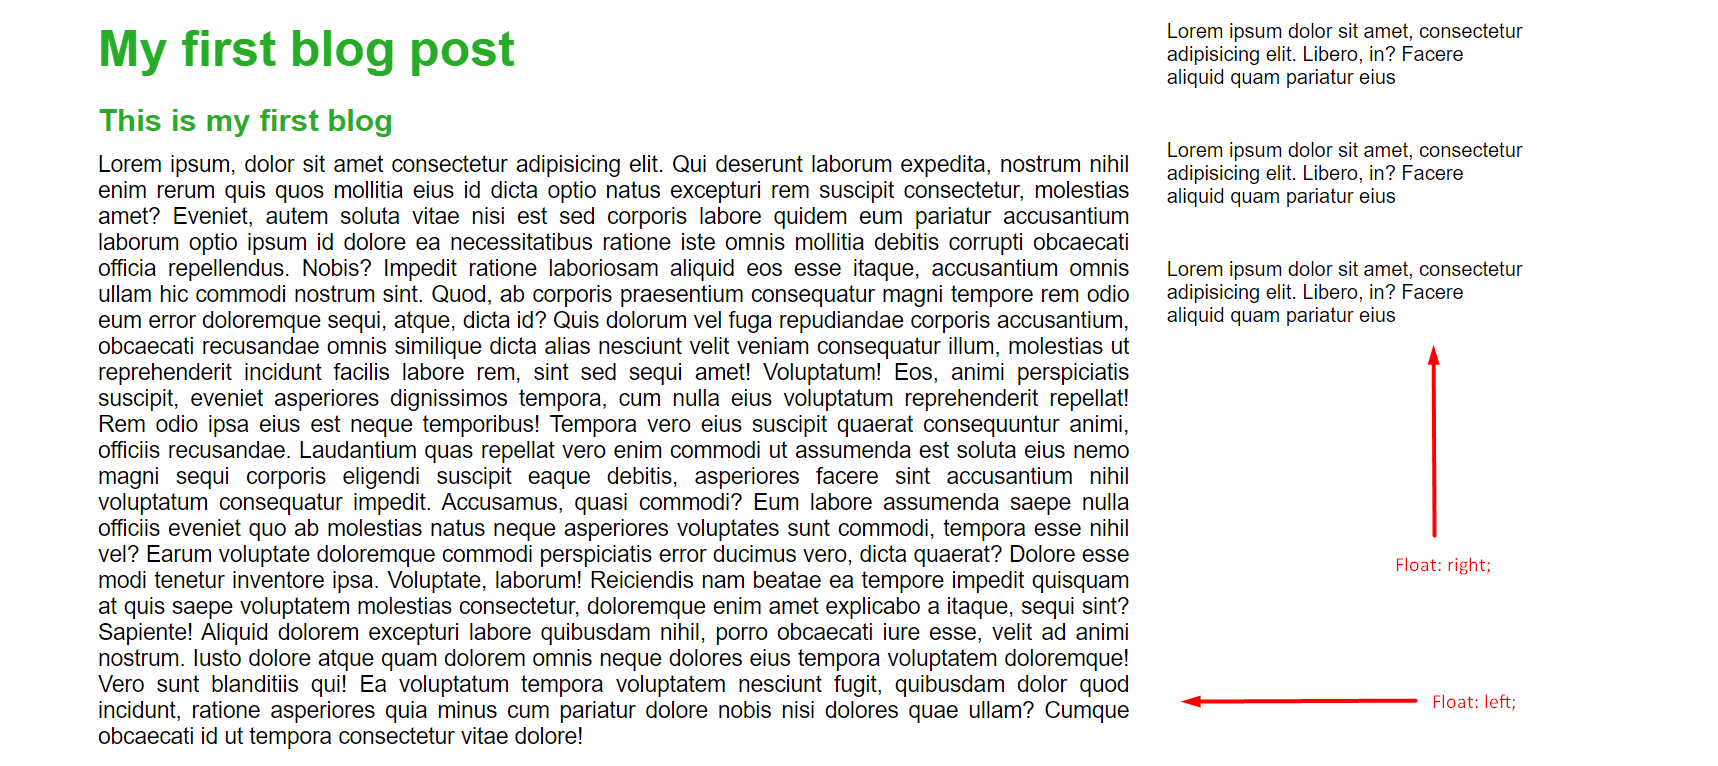 My first blog post
This is my first blog
Lorem ipsum, dolor sit amet consectetur adipisicing elit. Qui deserunt laborum expedita, nostrum nihil
enim rerum quis quos mollitia eius id dicta optio natus excepturi rem suscipit consectetur, molestias
amet? Eveniet, autem soluta vitae nisi est sed corporis labore quidem eum pariatur accusantium
laborum optio ipsum id dolore ea necessitatibus ratione iste omnis mollitia debitis corrupti obcaecati
officia repellendus. Nobis? Impedit ratione laboriosam aliquid eos esse itaque, accusantium omnis
ullam hic commodi nostrum sint. Quod, ab corporis praesentium consequatur magni tempore rem odio
eum error doloremque sequi, atque, dicta id? Quis dolorum vel fuga repudiandae corporis accusantium,
obcaecati recusandae omnis similique dicta alias nesciunt velit veniam consequatur illum, molestias ut
reprehenderit incidunt facilis labore rem, sint sed sequi amet! Voluptatum! Eos, animi perspiciatis
suscipit, eveniet asperiores dignissimos tempora, cum nulla eius voluptatum reprehenderit repellat!
Rem odio ipsa eius est neque temporibus! Tempora vero eius suscipit quaerat consequuntur animi,
officiis recusandae. Laudantium quas repellat vero enim commodi ut assumenda est soluta eius nemo
magni sequi corporis eligendi suscipit eaque debitis, asperiores facere sint accusantium nihil
voluptatum consequatur impedit. Accusamus, quasi commodi? Eum labore assumenda saepe nulla
officiis eveniet quo ab molestias natus neque asperiores voluptates sunt commodi, tempora esse nihil
vel? Earum voluptate doloremque commodi perspiciatis error ducimus vero, dicta quaerat? Dolore esse
modi tenetur inventore ipsa. Voluptate, laborum! Reiciendis nam beatae ea tempore impedit quisquam
at quis saepe voluptatem molestias consectetur, doloremque enim amet explicabo a itaque, sequi sint?
Sapiente! Aliquid dolorem excepturi labore quibusdam nihil, porro obcaecati iure esse, velit ad animi
nostrum. Iusto dolore atque quam dolorem omnis neque dolores eius tempora voluptatem doloremque!
Vero sunt blanditiis qui! Ea voluptatum tempora voluptatem nesciunt fugit, quibusdam dolor quod
incidunt, ratione asperiores quia minus cum pariatur dolore nobis nisi dolores quae ullam? Cumque
obcaecati id ut tempora consectetur vitae dolore!
Lorem ipsum dolor sit amet, consectetur
adipisicing elit. Libero, in? Facere
aliquid quam pariatur eius
Lorem ipsum dolor sit amet, consectetur
adipisicing elit. Libero, in? Facere
aliquid quam pariatur eius
Lorem ipsum dolor sit amet, consectetur
adipisicing elit. Libero, in? Facere
aliquid quam pariatur eius
Float: right;
Float: left;